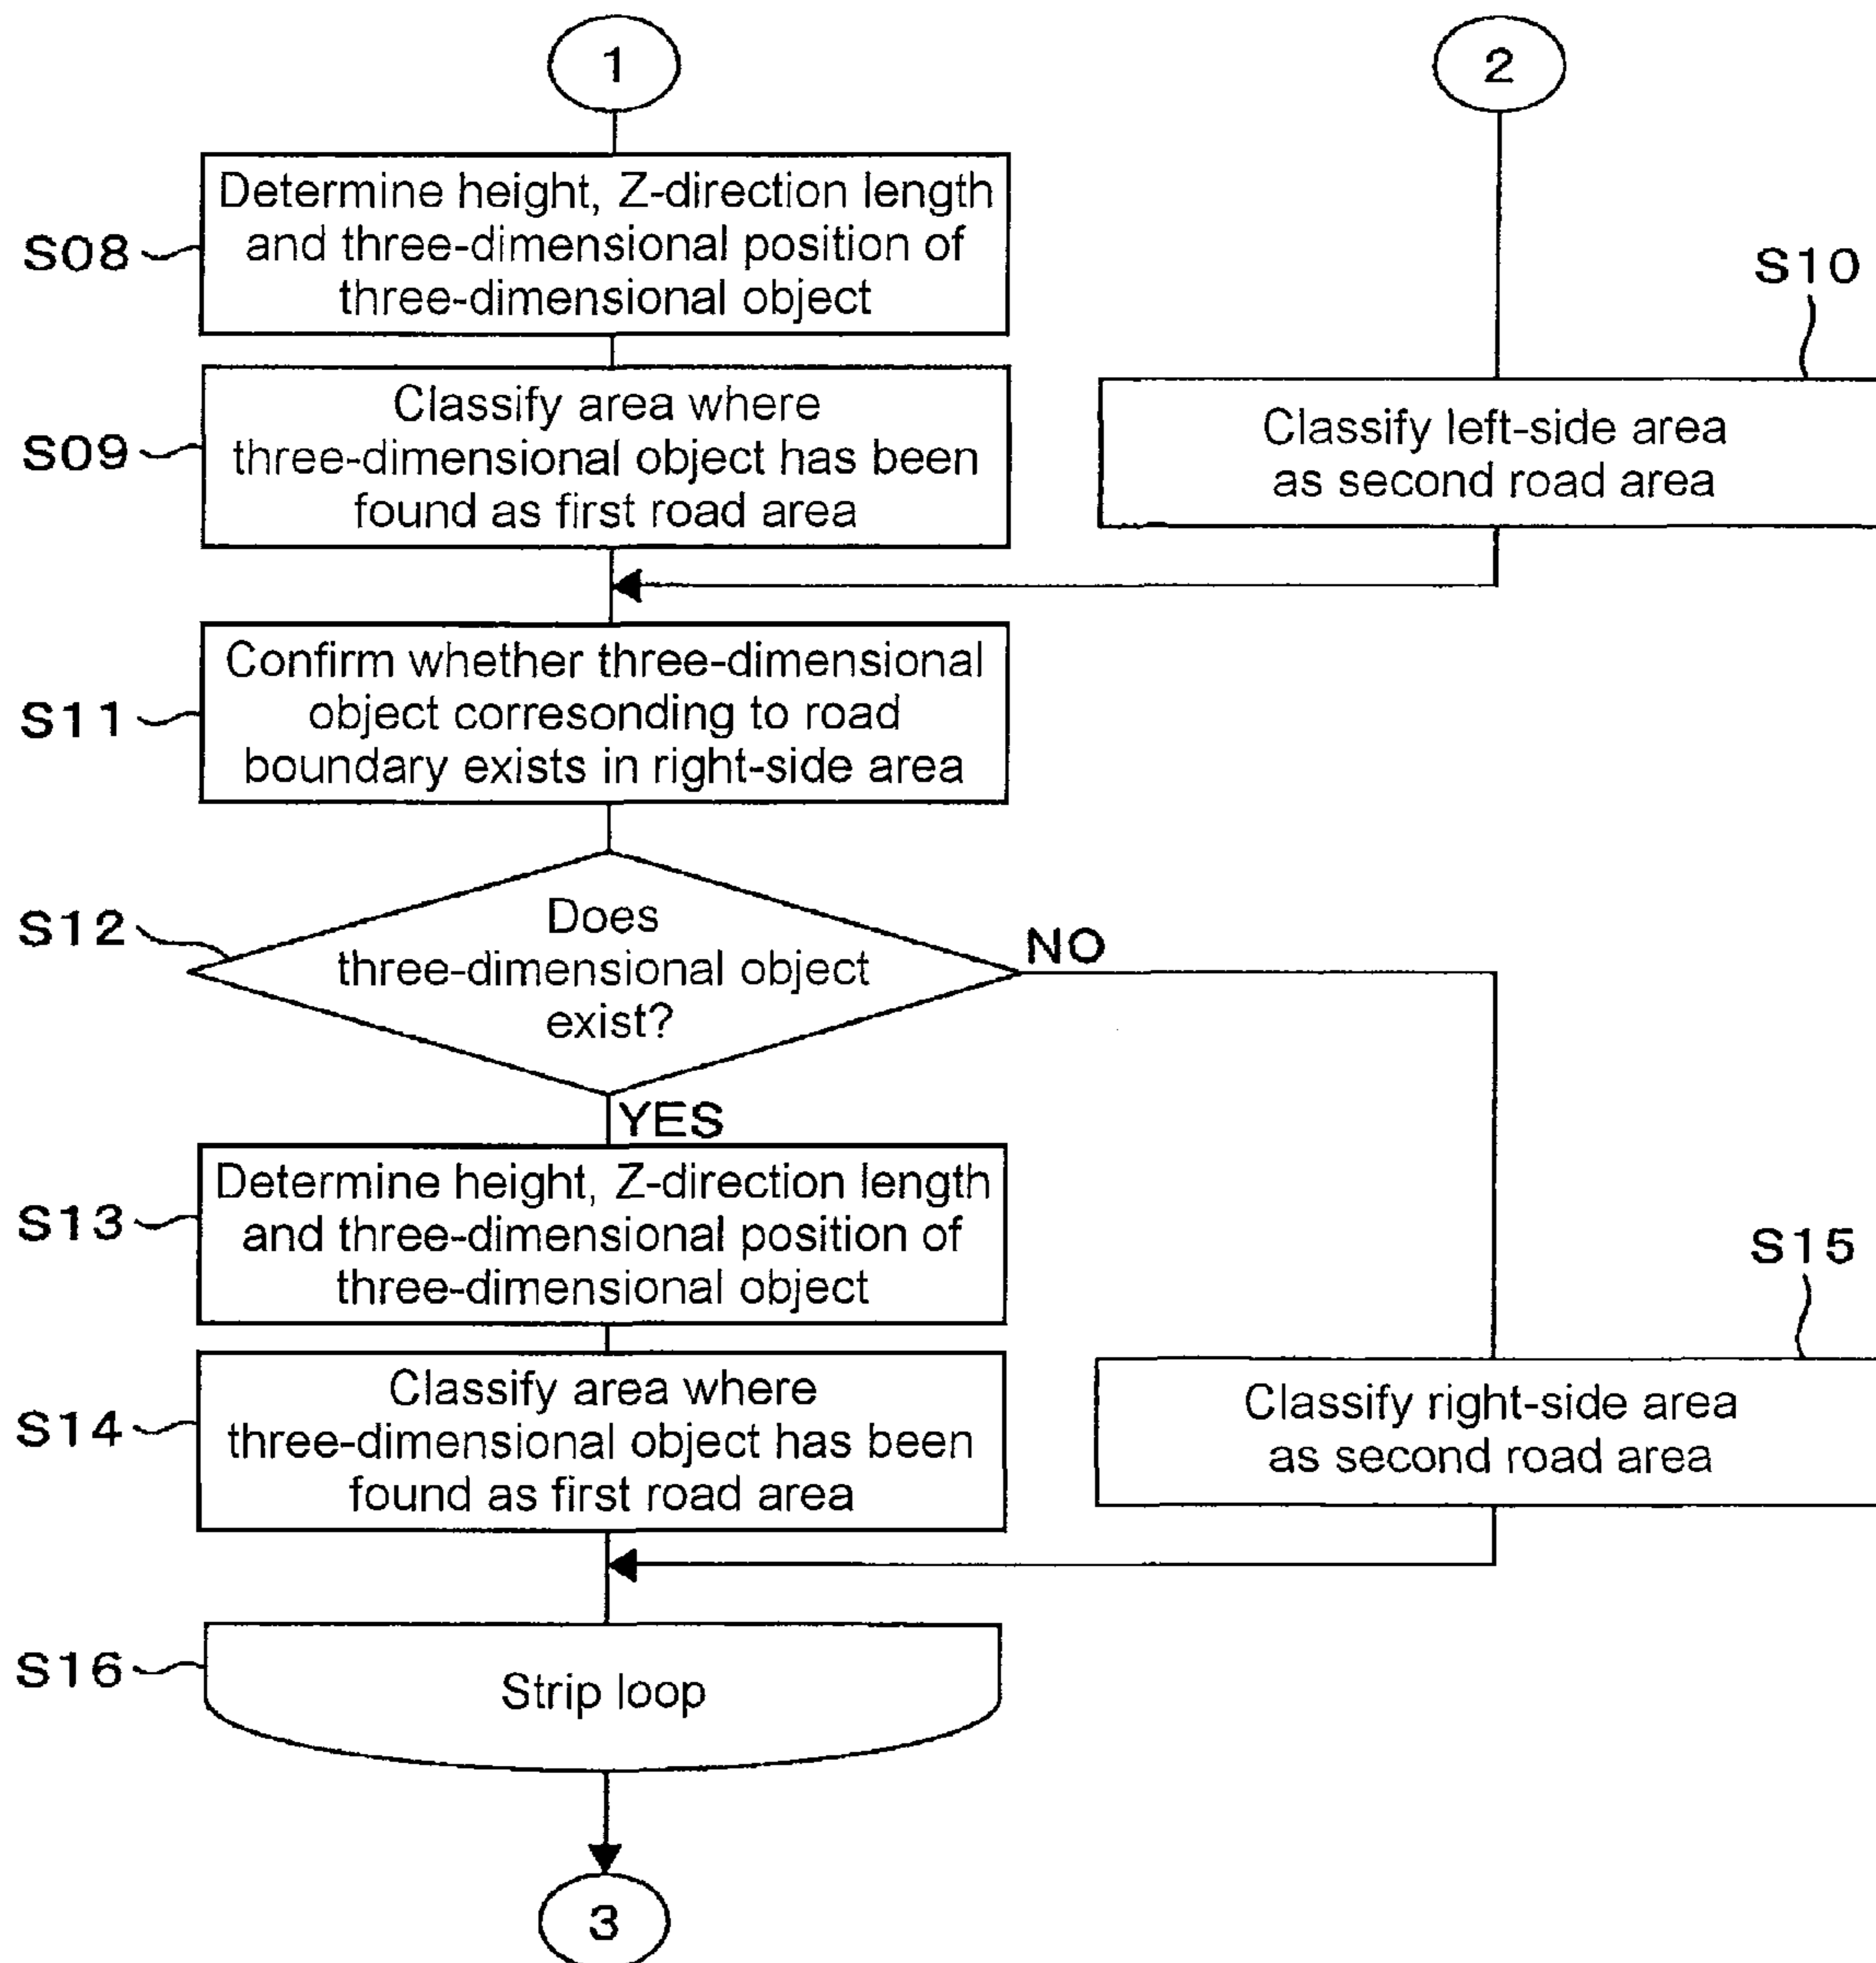 1
2
Determine height, Z-direction length
and three-dimensional position of
three-dimensional object
S08
S10
Classify area where
three-dimensional object has been
found as first road area
S09
Classify left-side area
as second road area
Confirm whether three-dimensional
object corresonding to road
boundary exists in right-side area
S11
S12
Does
three-dimensional object
exist?
NO
YES
Determine height, Z-direction length
and three-dimensional position of
three-dimensional object
S13
S15
Classify area where
three-dimensional object has been
found as first road area
S14
Classify right-side area
as second road area
S16
Strip loop
3